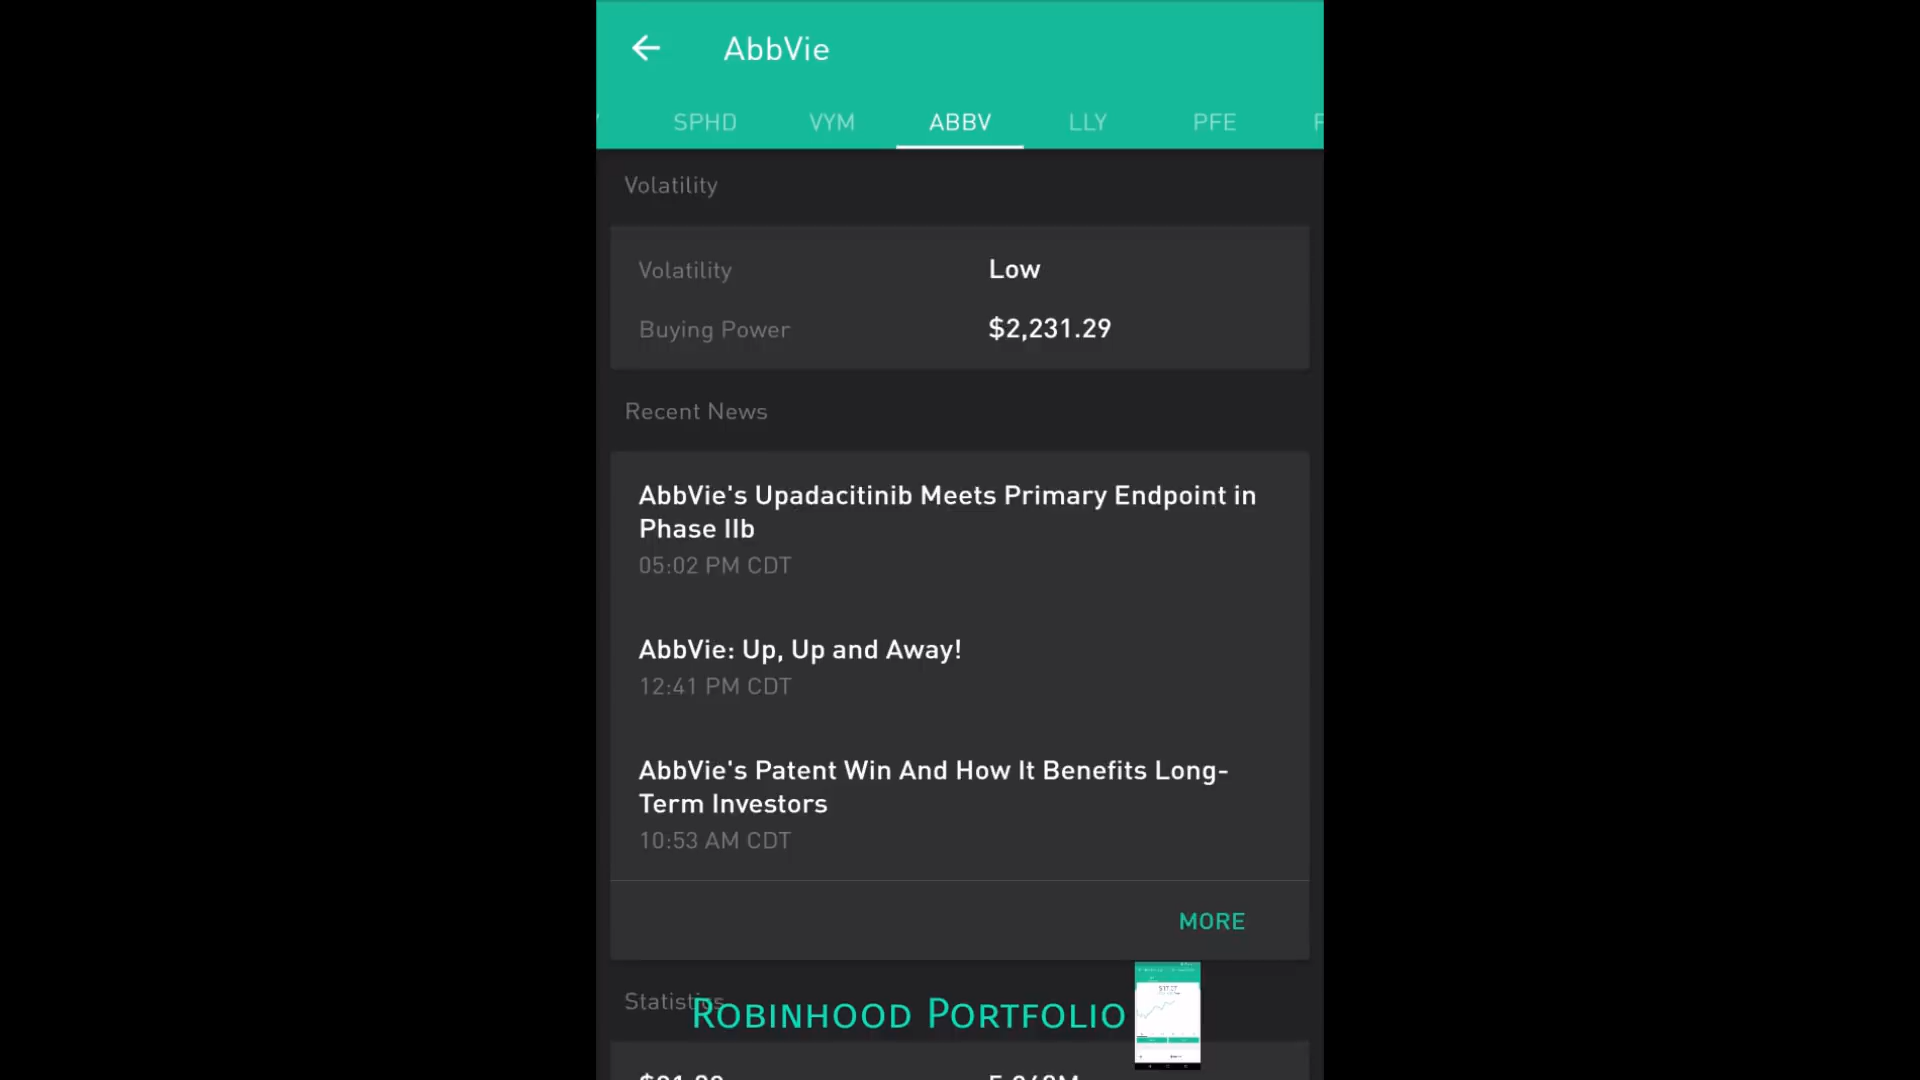 AbbVie
SPHD VYM ABBV LLY PFE
Volatility
Volatility Low
Buying Power $2,231.29
Recent News
AbbVie's Upadacitinib Meets Primary Endpoint in
Phase IIb
05:02 PM CDT
AbbVie: Up, Up and Away!
12:41 PM CDT
AbbVie's Patent Win And How It Benefits Long-
Term Investors
10:53 AM CDT
MORE
Statistics
Robinhood Portfolio